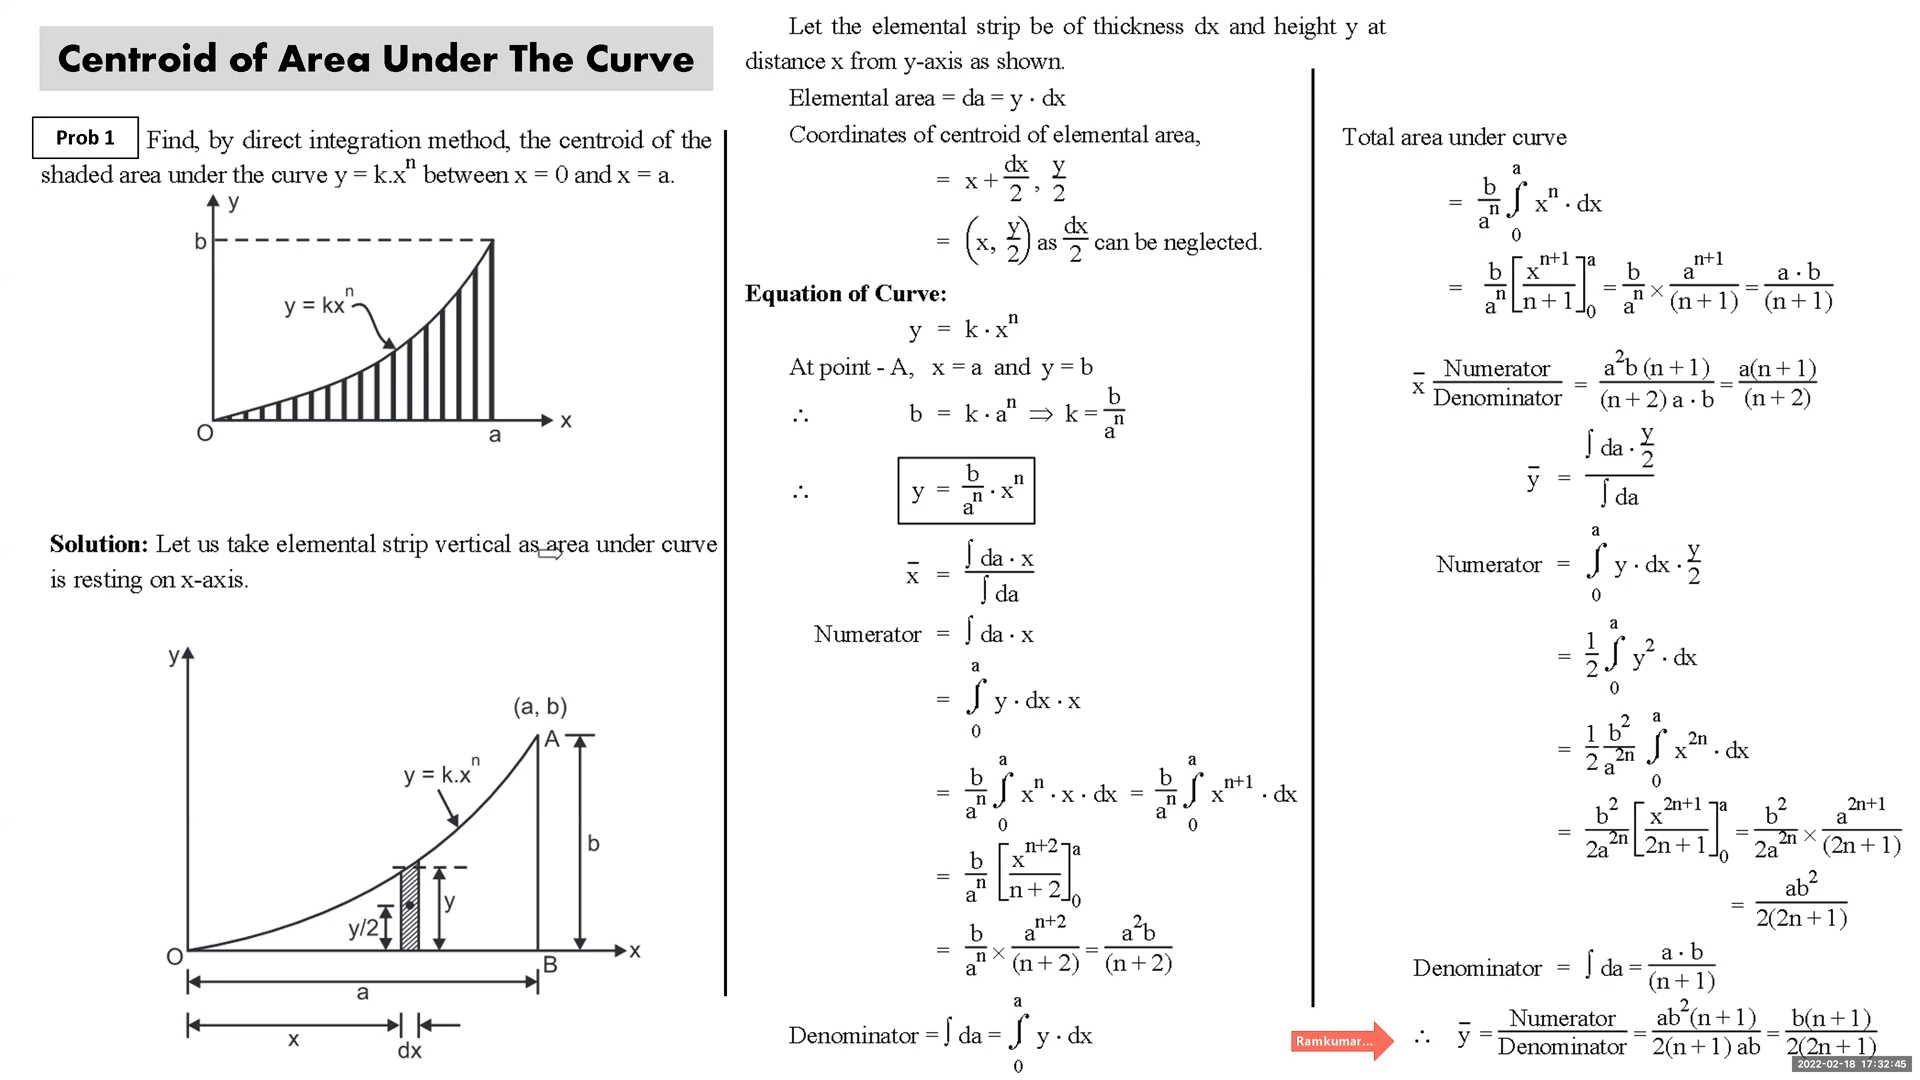 Centroid of Area Under The Curve
Prob 1 Find, by direct integration method, the centroid of the
shaded area under the curve y = k.x^n between x = 0 and x = a.
y
b
y = kx^n
O
a
x
Solution: Let us take elemental strip vertical as area under curve
is resting on x-axis.
y
(a, b)
A
y = k.x^n
b
y
y/2
O
B
x
a
x
dx
Let the elemental strip be of thickness dx and height y at
distance x from y-axis as shown.
Elemental area = da = y · dx
Coordinates of centroid of elemental area,
= x + dx/2 , y/2
= (x, y/2) as dx/2 can be neglected.
Equation of Curve:
y = k · x^n
At point - A, x = a and y = b
∴ b = k · a^n ⇒ k = b/a^n
∴ y = b/a^n · x^n
x̄ = ∫ da · x / ∫ da
Numerator = ∫ da · x
= ∫_0^a y · dx · x
= b/a^n ∫_0^a x^n · x · dx = b/a^n ∫_0^a x^(n+1) · dx
= b/a^n [x^(n+2)/n + 2]_0^a
= b/a^n × a^(n+2)/(n + 2) = a^2b/(n + 2)
Denominator = ∫ da = ∫_0^a y · dx
Total area under curve
= b/a^n ∫_0^a x^n · dx
= b/a^n [x^(n+1)/n + 1]_0^a = b/a^n × a^(n+1)/(n + 1) = a · b/(n + 1)
x̄ Numerator/Denominator = a^2b (n + 1)/(n + 2) a · b = a(n + 1)/(n + 2)
ȳ = ∫ da · y/2 / ∫ da
Numerator = ∫_0^a y · dx · y/2
= 1/2 ∫_0^a y^2 · dx
= 1/2 b^2/a^2n ∫_0^a x^2n · dx
= b^2/2a^2n [x^(2n+1)/2n + 1]_0^a = b^2/2a^2n × a^(2n+1)/(2n + 1)
= ab^2/2(2n + 1)
Denominator = ∫ da = a · b/(n + 1)
Ramkumar...
∴ ȳ = Numerator/Denominator = ab^2(n + 1)/2(n + 1) ab = b(n + 1)/2(2n + 1)
2022-02-18 17:32:45